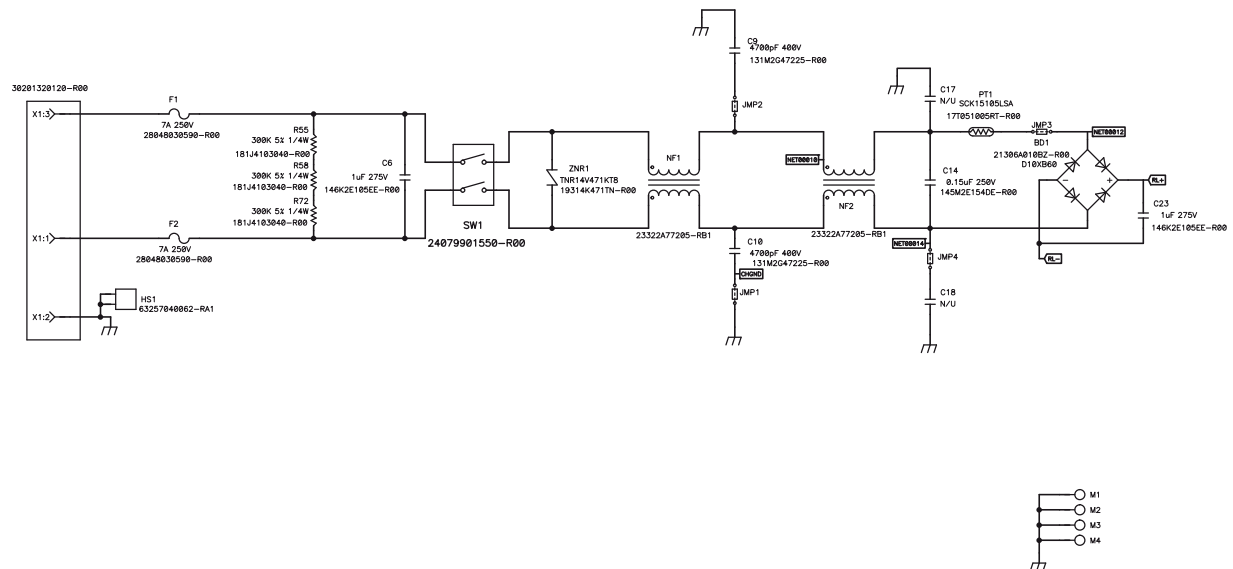 30201320120-R00
X1:3
F1
7A 250V
28048030590-R00
R55
300K 5% 1/4W
181J4103040-R00
R58
300K 5% 1/4W
181J4103040-R00
R72
300K 5% 1/4W
181J4103040-R00
C6
1uF 275V
146K2E105EE-R00
X1:1
F2
7A 250V
28048030590-R00
X1:2
HS1
63257040062-RA1
SW1
24079901550-R00
ZNR1
TNR14V471KTB
19314K471TN-R00
NF1
23322A77205-RB1
C9
4700pF 400V
131M2G47225-R00
JMP2
C10
4700pF 400V
131M2G47225-R00
CHGND
JMP1
NET00010
NF2
23322A77205-RB1
C17
N/U
PT1
SCK15105LSA
17T051005RT-R00
JMP3
NET00012
BD1
21306A010BZ-R00
D10XB60
C14
0.15uF 250V
145M2E154DE-R00
NET00014
JMP4
C18
N/U
- +
RL+
C23
1uF 275V
146K2E105EE-R00
RL-
M1
M2
M3
M4